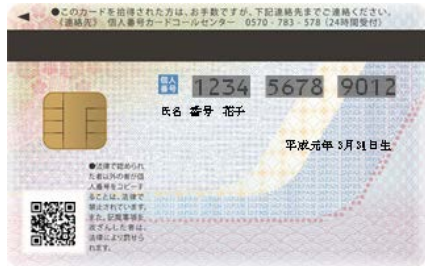 ●このカードを拾得された方は、お手数ですが、下記連絡先までご連絡ください。
《連絡先》 個人番号カードコールセンター 0570-783-578 (24時間受付)
個人番号 1234 5678 9012
氏名 番号 花子
平成元年 3月31日生
●法律で認められ
た者以外の者が個
人番号をコピーす
ることは、法律で
禁止されています。
また、記載事項を
改ざんした者は、
法律により罰せら
れます。